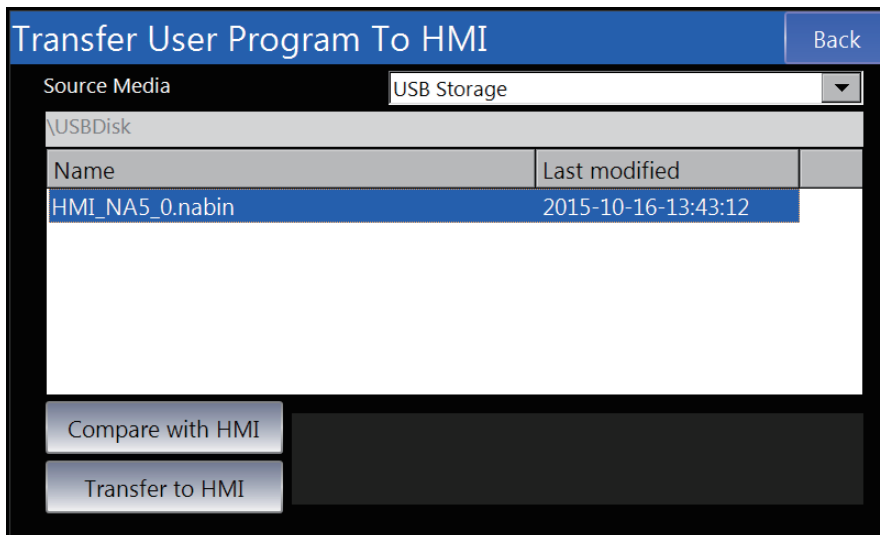 Transfer User Program To HMI Back
Source Media USB Storage
\USBDisk
Name Last modified
HMI_NA5_0.nabin 2015-10-16-13:43:12
Compare with HMI
Transfer to HMI